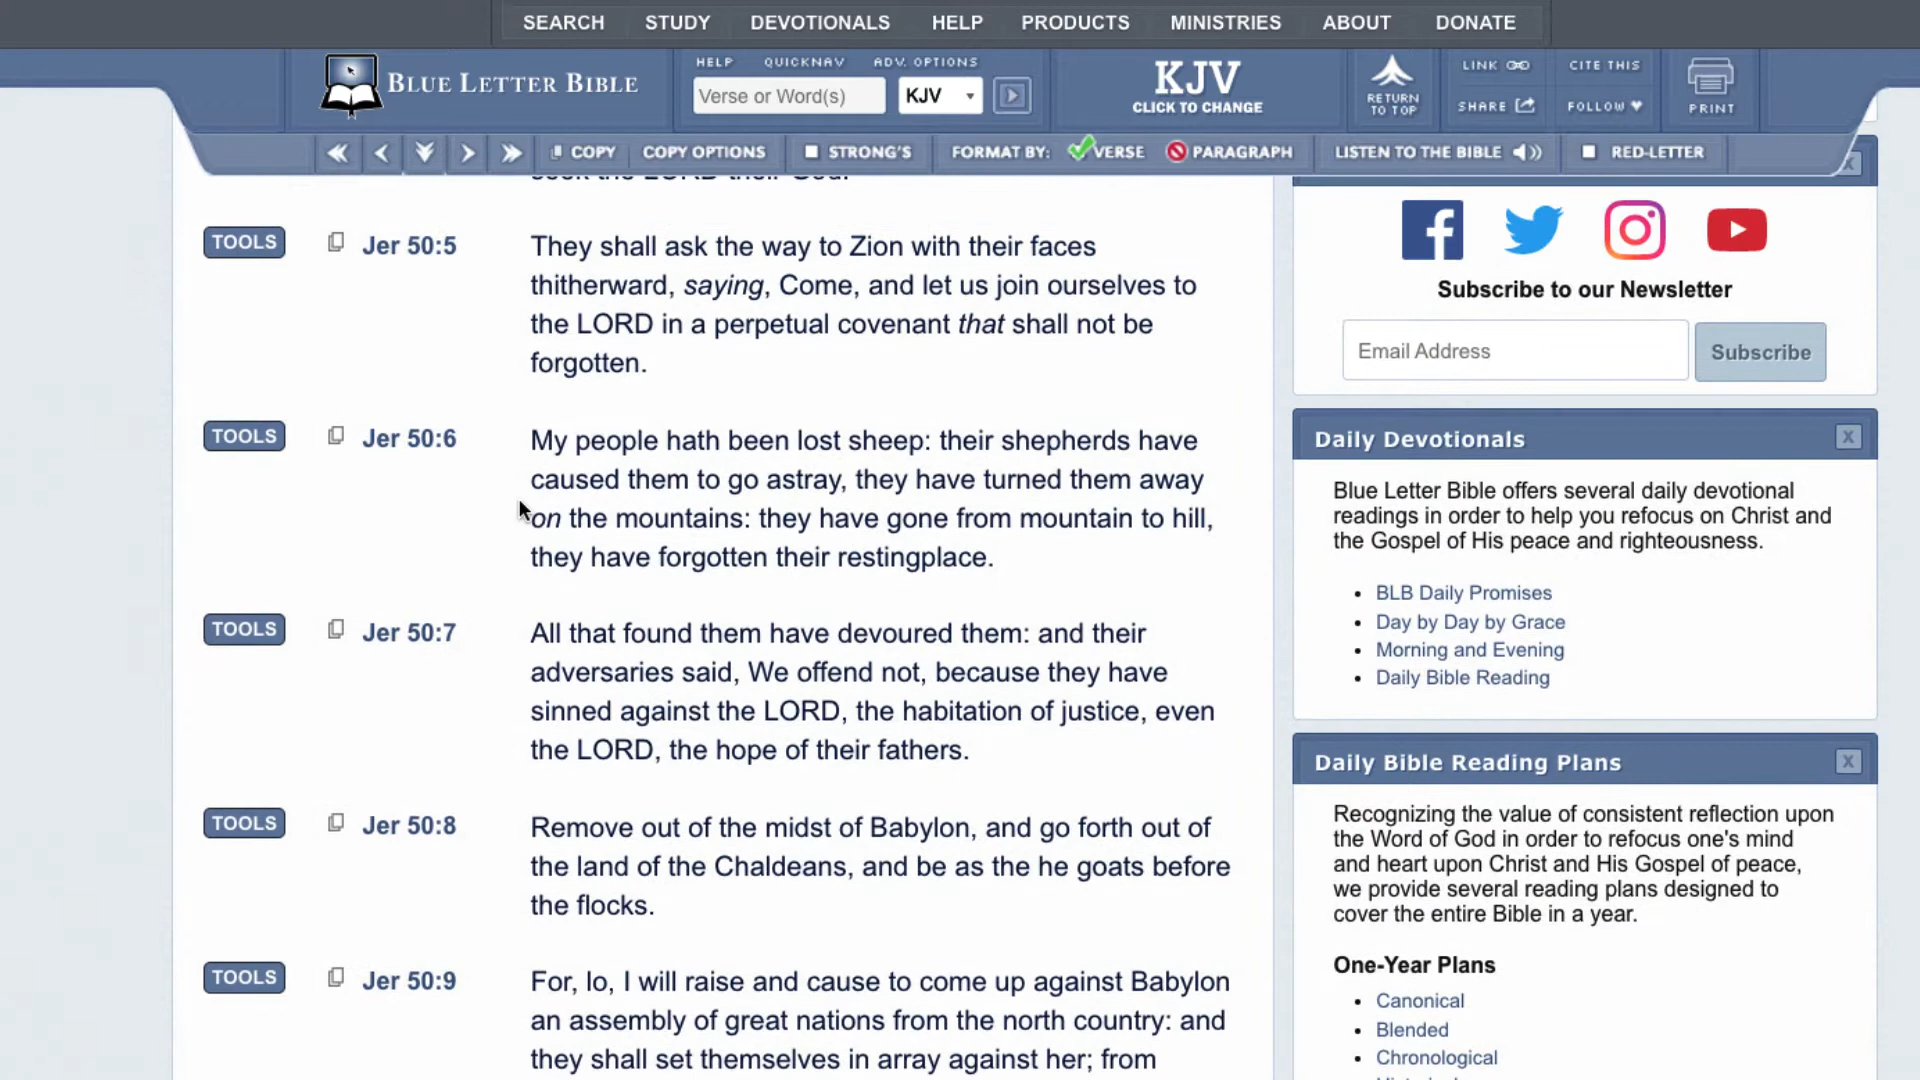 SEARCH STUDY DEVOTIONALS HELP PRODUCTS MINISTRIES ABOUT DONATE
BLUE LETTER BIBLE
HELP QUICKNAV ADV. OPTIONS
Verse or Word(s) KJV
KJV
CLICK TO CHANGE
RETURN
TO TOP
LINK
CITE THIS
SHARE
FOLLOW
PRINT
COPY COPY OPTIONS STRONG'S FORMAT BY: VERSE PARAGRAPH LISTEN TO THE BIBLE RED-LETTER
seek the LORD their God.
TOOLS Jer 50:5 They shall ask the way to Zion with their faces
thitherward, saying, Come, and let us join ourselves to
the LORD in a perpetual covenant that shall not be
forgotten.
TOOLS Jer 50:6 My people hath been lost sheep: their shepherds have
caused them to go astray, they have turned them away
on the mountains: they have gone from mountain to hill,
they have forgotten their restingplace.
TOOLS Jer 50:7 All that found them have devoured them: and their
adversaries said, We offend not, because they have
sinned against the LORD, the habitation of justice, even
the LORD, the hope of their fathers.
TOOLS Jer 50:8 Remove out of the midst of Babylon, and go forth out of
the land of the Chaldeans, and be as the he goats before
the flocks.
TOOLS Jer 50:9 For, lo, I will raise and cause to come up against Babylon
an assembly of great nations from the north country: and
they shall set themselves in array against her; from
X
Subscribe to our Newsletter
Email Address Subscribe
Daily Devotionals X
Blue Letter Bible offers several daily devotional
readings in order to help you refocus on Christ and
the Gospel of His peace and righteousness.
BLB Daily Promises
Day by Day by Grace
Morning and Evening
Daily Bible Reading
Daily Bible Reading Plans X
Recognizing the value of consistent reflection upon
the Word of God in order to refocus one's mind
and heart upon Christ and His Gospel of peace,
we provide several reading plans designed to
cover the entire Bible in a year.
One-Year Plans
Canonical
Blended
Chronological